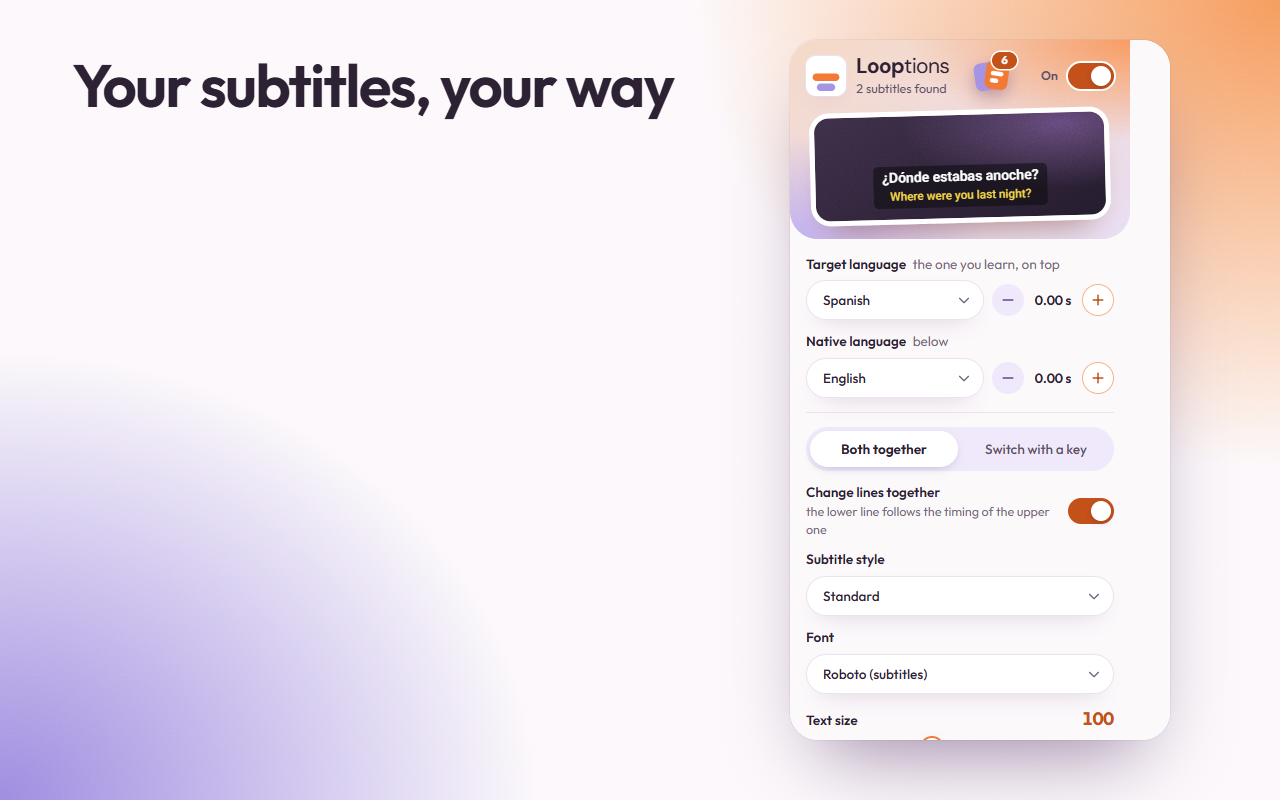 Your subtitles, your way
Looptions
2 subtitles found
6
On
¿Dónde estabas anoche?
Where were you last night?
Target language the one you learn, on top
Spanish
0.00 s
Native language below
English
0.00 s
Both together
Switch with a key
Change lines together
the lower line follows the timing of the upper
one
Subtitle style
Standard
Font
Roboto (subtitles)
Text size
100